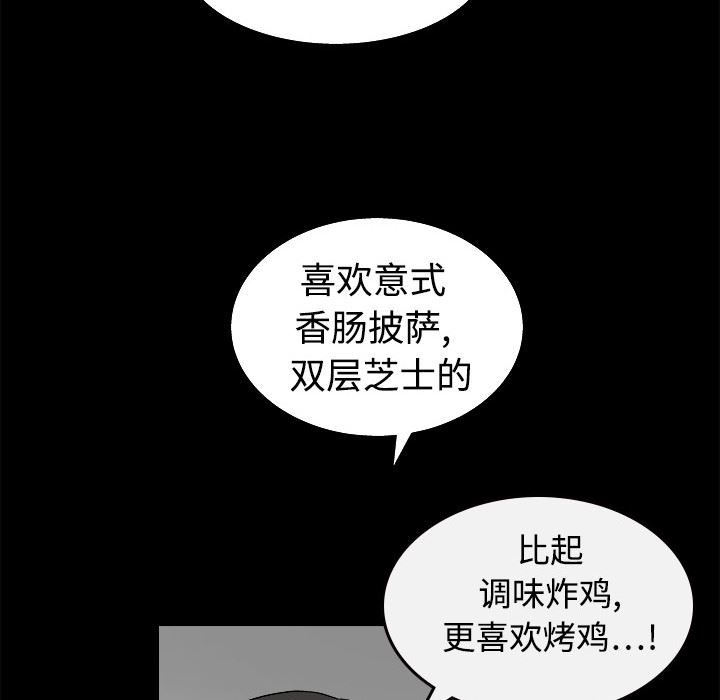 喜欢意式
香肠披萨,
双层芝士的
比起
调味炸鸡,
更喜欢烤鸡...!